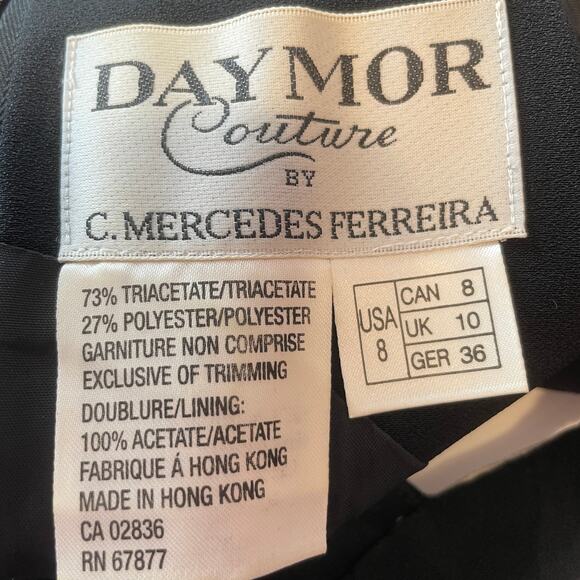 DAYMOR
Couture
BY
C. MERCEDES FERREIRA
73% TRIACETATE/TRIACETATE
27% POLYESTER/POLYESTER
GARNITURE NON COMPRISE
EXCLUSIVE OF TRIMMING
DOUBLURE/LINING:
100% ACETATE/ACETATE
FABRIQUE Á HONG KONG
MADE IN HONG KONG
CA 02836
RN 67877
USA 8
CAN 8
UK 10
GER 36